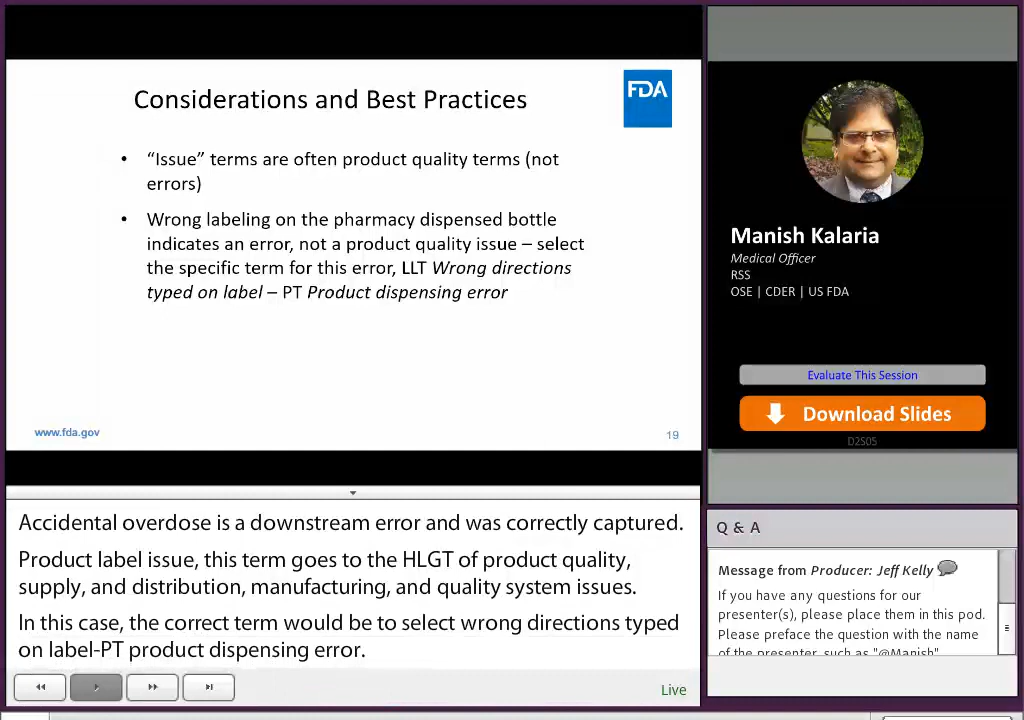 Considerations and Best Practices
FDA
• “Issue” terms are often product quality terms (not
errors)
• Wrong labeling on the pharmacy dispensed bottle
indicates an error, not a product quality issue – select
the specific term for this error, LLT Wrong directions
typed on label – PT Product dispensing error
www.fda.gov
19
Accidental overdose is a downstream error and was correctly captured.
Product label issue, this term goes to the HLGT of product quality,
supply, and distribution, manufacturing, and quality system issues.
In this case, the correct term would be to select wrong directions typed
on label-PT product dispensing error.
Live
Manish Kalaria
Medical Officer
RSS
OSE | CDER | US FDA
Evaluate This Session
Download Slides
D2S05
Q & A
Message from Producer: Jeff Kelly
If you have any questions for our
presenter(s), please place them in this pod.
Please preface the question with the name
of the presenter, such as "@Manish"